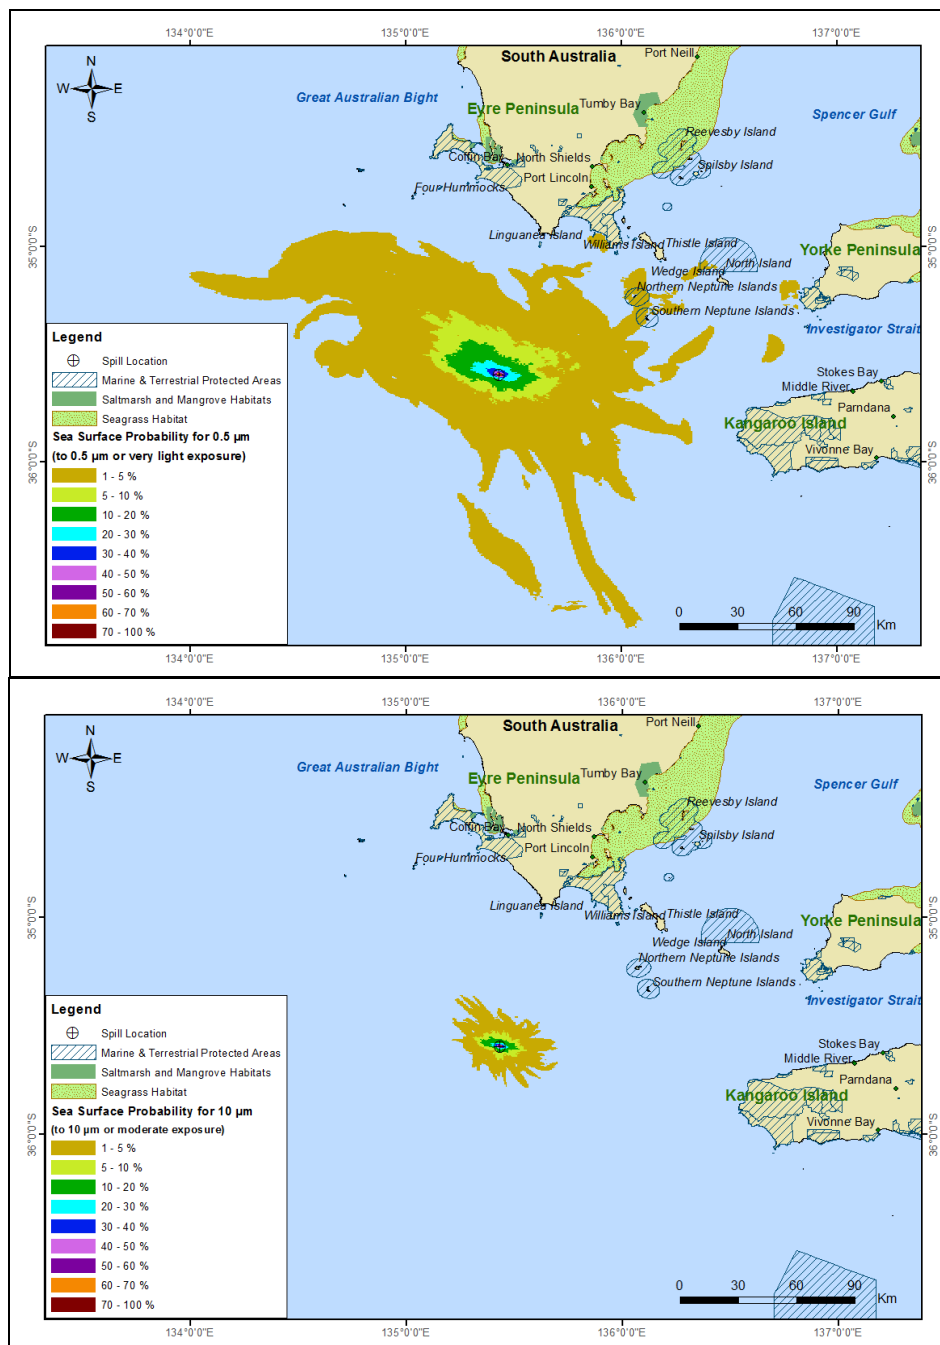 134°0'0"E
135°0'0"E
136°0'0"E
137°0'0"E
N
W
E
S
South Australia
Port Neill
Great Australian Bight
Eyre Peninsula
Tumby Bay
Spencer Gulf
Reevesby Island
Coffin Bay
North Shields
Spilsby Island
Four Hummocks
Port Lincoln
Linguanea Island
Williams Island
Thistle Island
35°0'0"S
35°0'0"S
Yorke Peninsula
North Island
Wedge Island
Northern Neptune Islands
Southern Neptune Islands
Investigator Strait
Stokes Bay
Middle River
Parndana
Kangaroo Island
Vivonne Bay
36°0'0"S
36°0'0"S
Legend
Spill Location
Marine & Terrestrial Protected Areas
Saltmarsh and Mangrove Habitats
Seagrass Habitat
Sea Surface Probability for 0.5 µm
(to 0.5 µm or very light exposure)
1 - 5 %
5 - 10 %
10 - 20 %
20 - 30 %
30 - 40 %
40 - 50%
50 - 60 %
60 - 70 %
70 - 100 %
0 30 60 90
Km
134°0'0"E
135°0'0"E
136°0'0"E
137°0'0"E
134°0'0"E
135°0'0"E
136°0'0"E
137°0'0"E
N
W
E
S
South Australia
Port Neill
Great Australian Bight
Eyre Peninsula
Tumby Bay
Spencer Gulf
Reevesby Island
Coffin Bay
North Shields
Spilsby Island
Four Hummocks
Port Lincoln
Linguanea Island
Williams Island
Thistle Island
35°0'0"S
35°0'0"S
Yorke Peninsula
North Island
Wedge Island
Northern Neptune Islands
Southern Neptune Islands
Investigator Strait
Stokes Bay
Middle River
Parndana
Kangaroo Island
Vivonne Bay
36°0'0"S
36°0'0"S
Legend
Spill Location
Marine & Terrestrial Protected Areas
Saltmarsh and Mangrove Habitats
Seagrass Habitat
Sea Surface Probability for 10 µm
(to 10 µm or moderate exposure)
1 - 5 %
5 - 10 %
10 - 20 %
20 - 30 %
30 - 40 %
40 - 50 %
50 - 60 %
60 - 70 %
70 - 100 %
0 30 60 90
Km
134°0'0"E
135°0'0"E
136°0'0"E
137°0'0"E